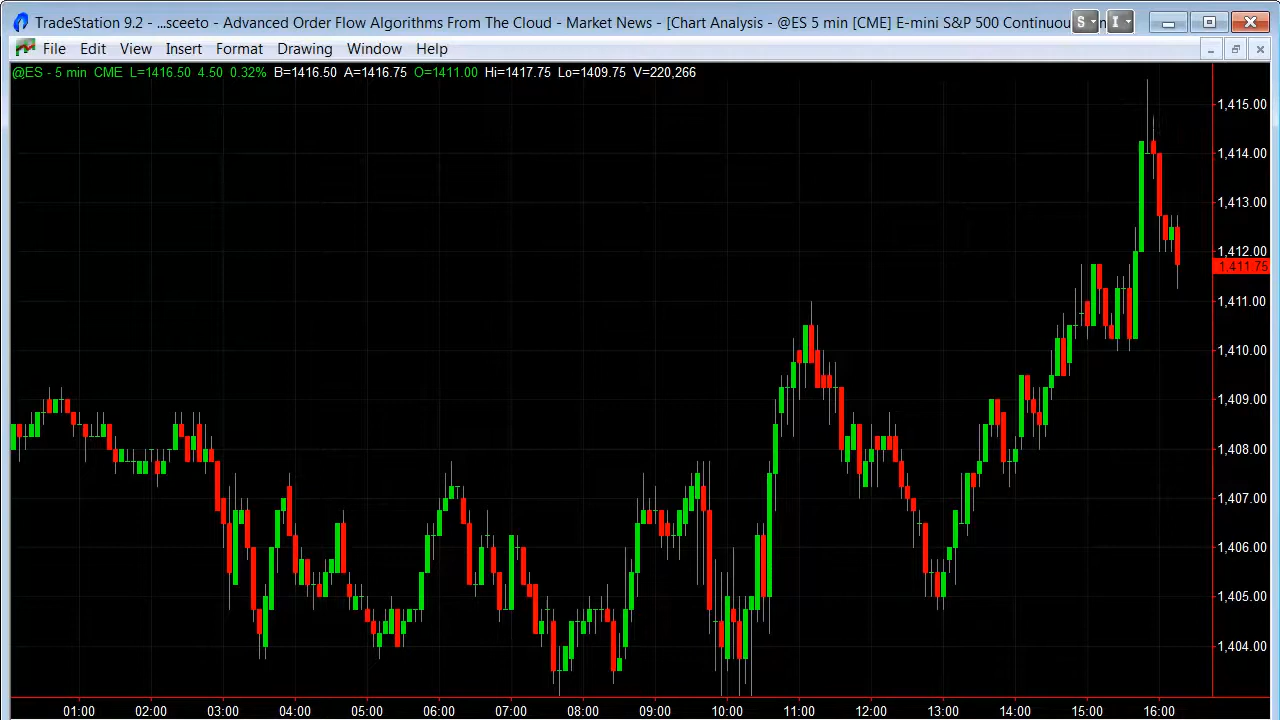 TradeStation 9.2 - ...sceeto - Advanced Order Flow Algorithms From The Cloud - Market News - [Chart Analysis - @ES 5 min [CME] E-mini S&P 500 Continuou
S I
File Edit View Insert Format Drawing Window Help
@ES - 5 min CME L=1416.50 4.50 0.32% B=1416.50 A=1416.75 O=1411.00 Hi=1417.75 Lo=1409.75 V=220,266
1,415.00
1,414.00
1,413.00
1,412.00
1,411.75
1,411.00
1,410.00
1,409.00
1,408.00
1,407.00
1,406.00
1,405.00
1,404.00
01:00 02:00 03:00 04:00 05:00 06:00 07:00 08:00 09:00 10:00 11:00 12:00 13:00 14:00 15:00 16:00